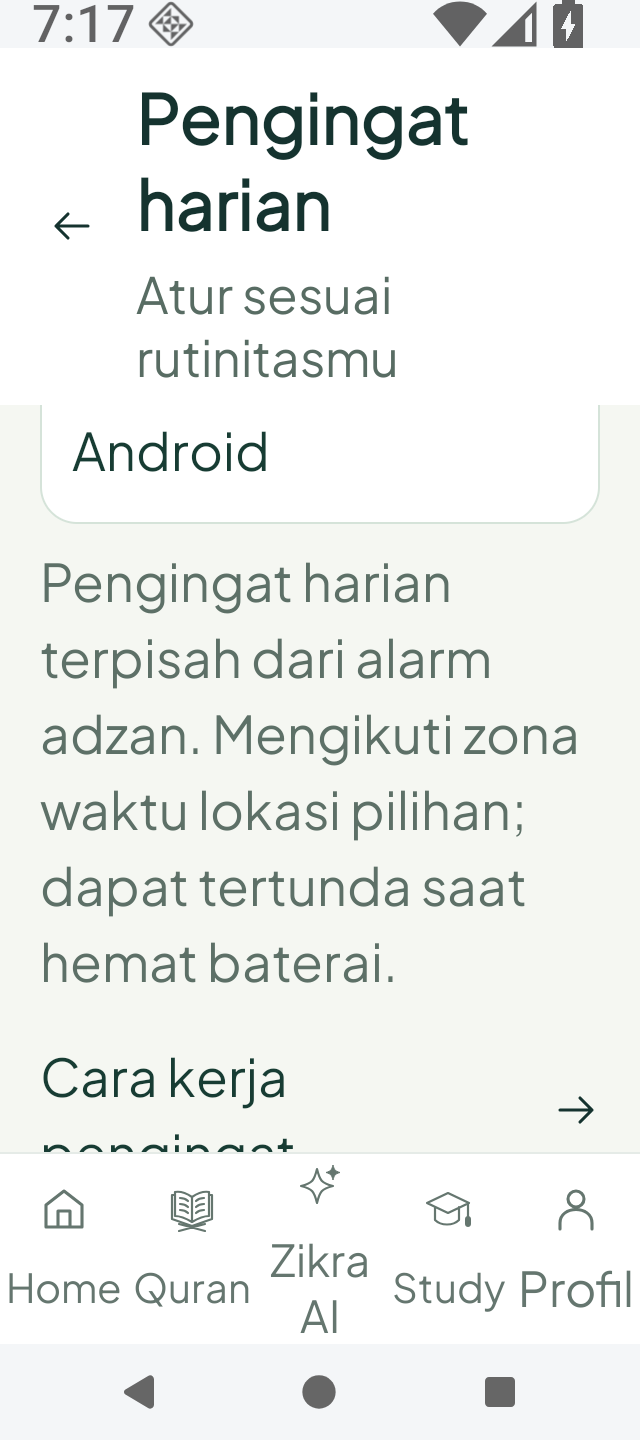 7:17
Pengingat
harian
Atur sesuai
rutinitasmu
Android
Pengingat harian
terpisah dari alarm
adzan. Mengikuti zona
waktu lokasi pilihan;
dapat tertunda saat
hemat baterai.
Cara kerja
pengingat
Home
Quran
Zikra
AI
Study
Profil